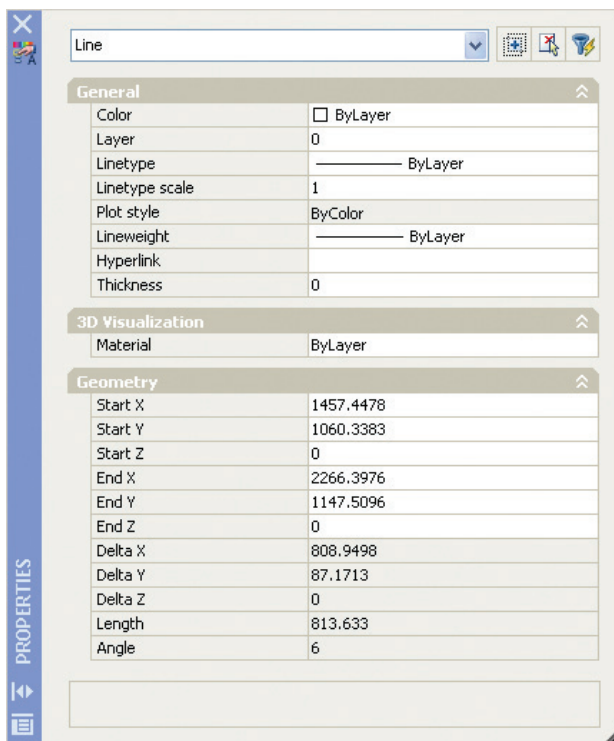 Line
General
Color ByLayer
Layer 0
Linetype ByLayer
Linetype scale 1
Plot style ByColor
Lineweight ByLayer
Hyperlink
Thickness 0
3D Visualization
Material ByLayer
Geometry
Start X 1457.4478
Start Y 1060.3383
Start Z 0
End X 2266.3976
End Y 1147.5096
End Z 0
Delta X 808.9498
Delta Y 87.1713
Delta Z 0
Length 813.633
Angle 6
PROPERTIES